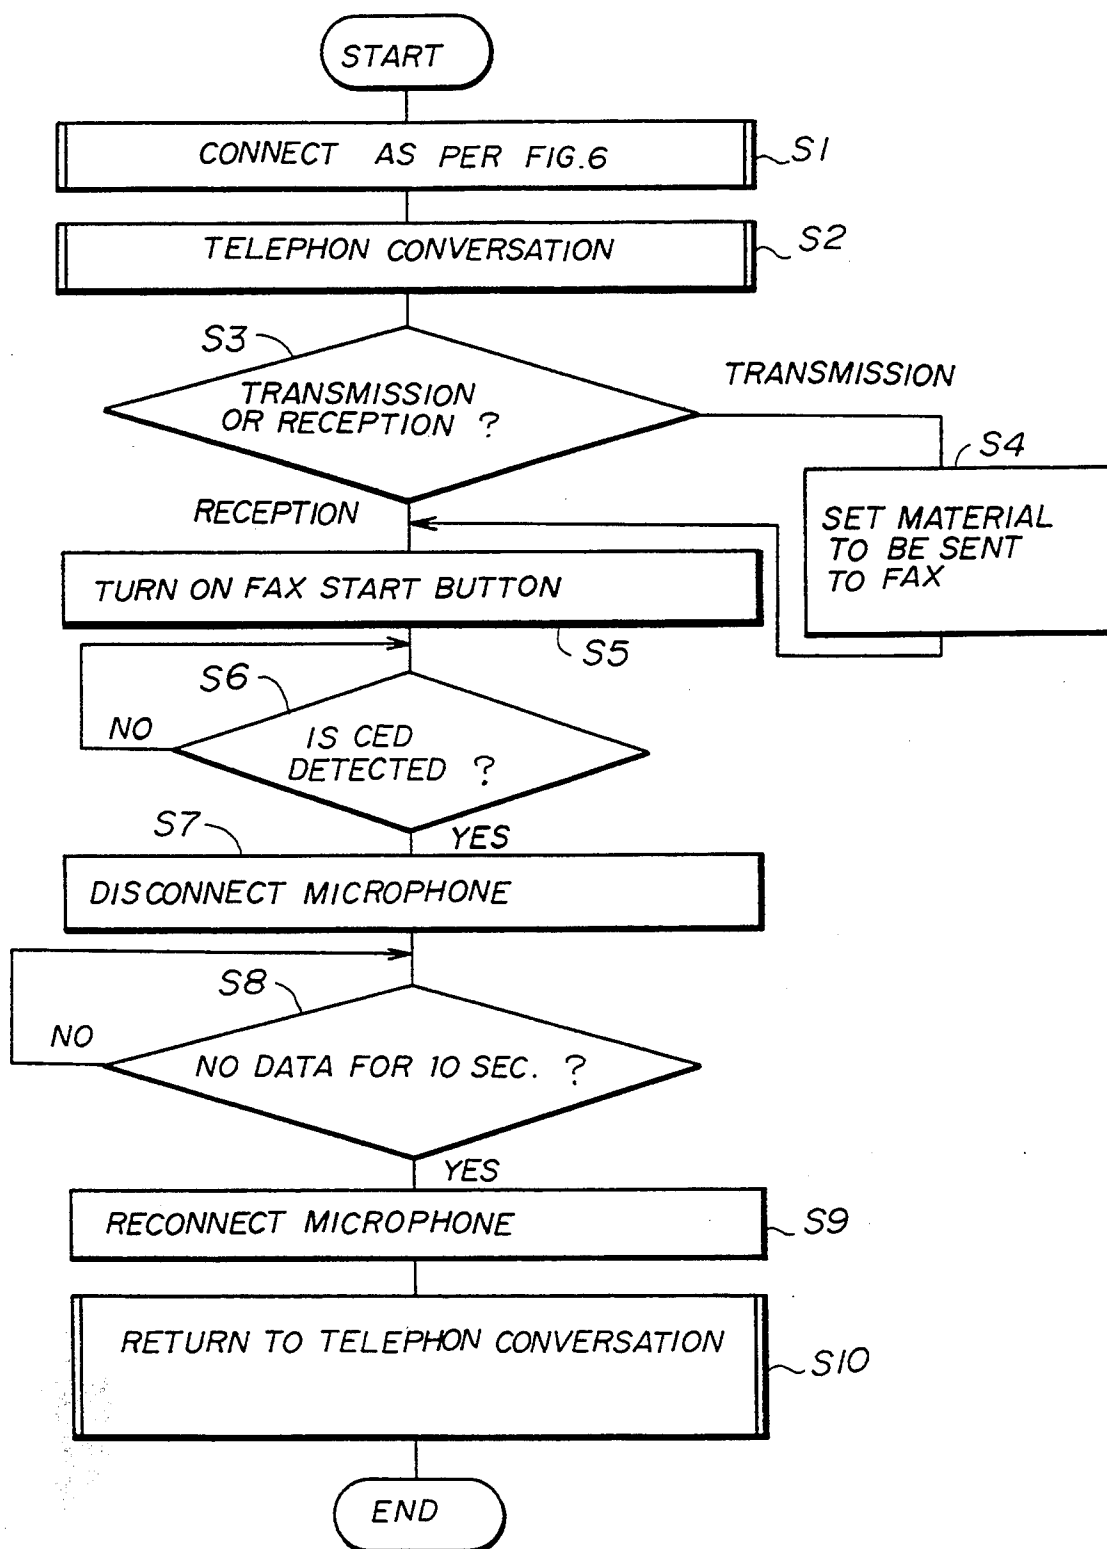 START
CONNECT AS PER FIG.6
S1
TELEPHON CONVERSATION
S2
S3
TRANSMISSION
OR RECEPTION ?
TRANSMISSION
S4
SET MATERIAL
TO BE SENT
TO FAX
RECEPTION
TURN ON FAX START BUTTON
S5
S6
NO
IS CED
DETECTED ?
YES
S7
DISCONNECT MICROPHONE
S8
NO
NO DATA FOR 10 SEC. ?
YES
RECONNECT MICROPHONE
S9
RETURN TO TELEPHON CONVERSATION
S10
END